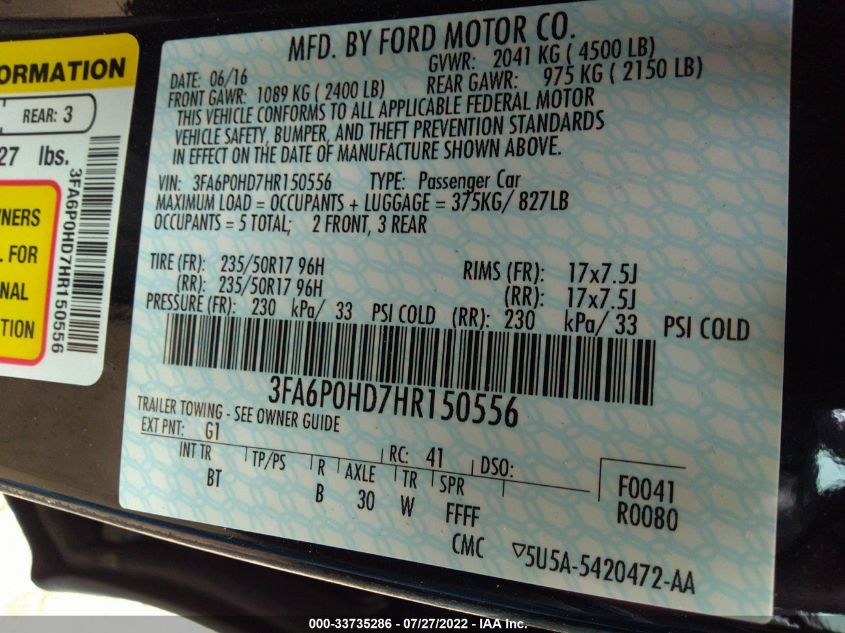 ORMATION
REAR: 3
27 lbs.
3FA6P0HD7HR150556
WNERS
L FOR
NAL
TION
MFD. BY FORD MOTOR CO.
DATE: 06/16 GVWR: 2041 KG ( 4500 LB)
FRONT GAWR: 1089 KG ( 2400 LB) REAR GAWR: 975 KG ( 2150 LB)
THIS VEHICLE CONFORMS TO ALL APPLICABLE FEDERAL MOTOR
VEHICLE SAFETY, BUMPER, AND THEFT PREVENTION STANDARDS
IN EFFECT ON THE DATE OF MANUFACTURE SHOWN ABOVE.
VIN: 3FA6P0HD7HR150556 TYPE: Passenger Car
MAXIMUM LOAD = OCCUPANTS + LUGGAGE = 375KG/ 827LB
OCCUPANTS = 5 TOTAL; 2 FRONT, 3 REAR
TIRE (FR): 235/50R17 96H RIMS (FR): 17x7.5J
(RR): 235/50R17 96H (RR): 17x7.5J
PRESSURE (FR): 230 kPa/ 33 PSI COLD (RR): 230 kPa/ 33 PSI COLD
3FA6P0HD7HR150556
TRAILER TOWING - SEE OWNER GUIDE
EXT PNT: G1 RC: 41 DSO:
INT TR TP/PS R AXLE TR SPR F0041
BT B 30 W FFFF R0080
CMC 5U5A-5420472-AA
000-33735286 - 07/27/2022 - IAA Inc.